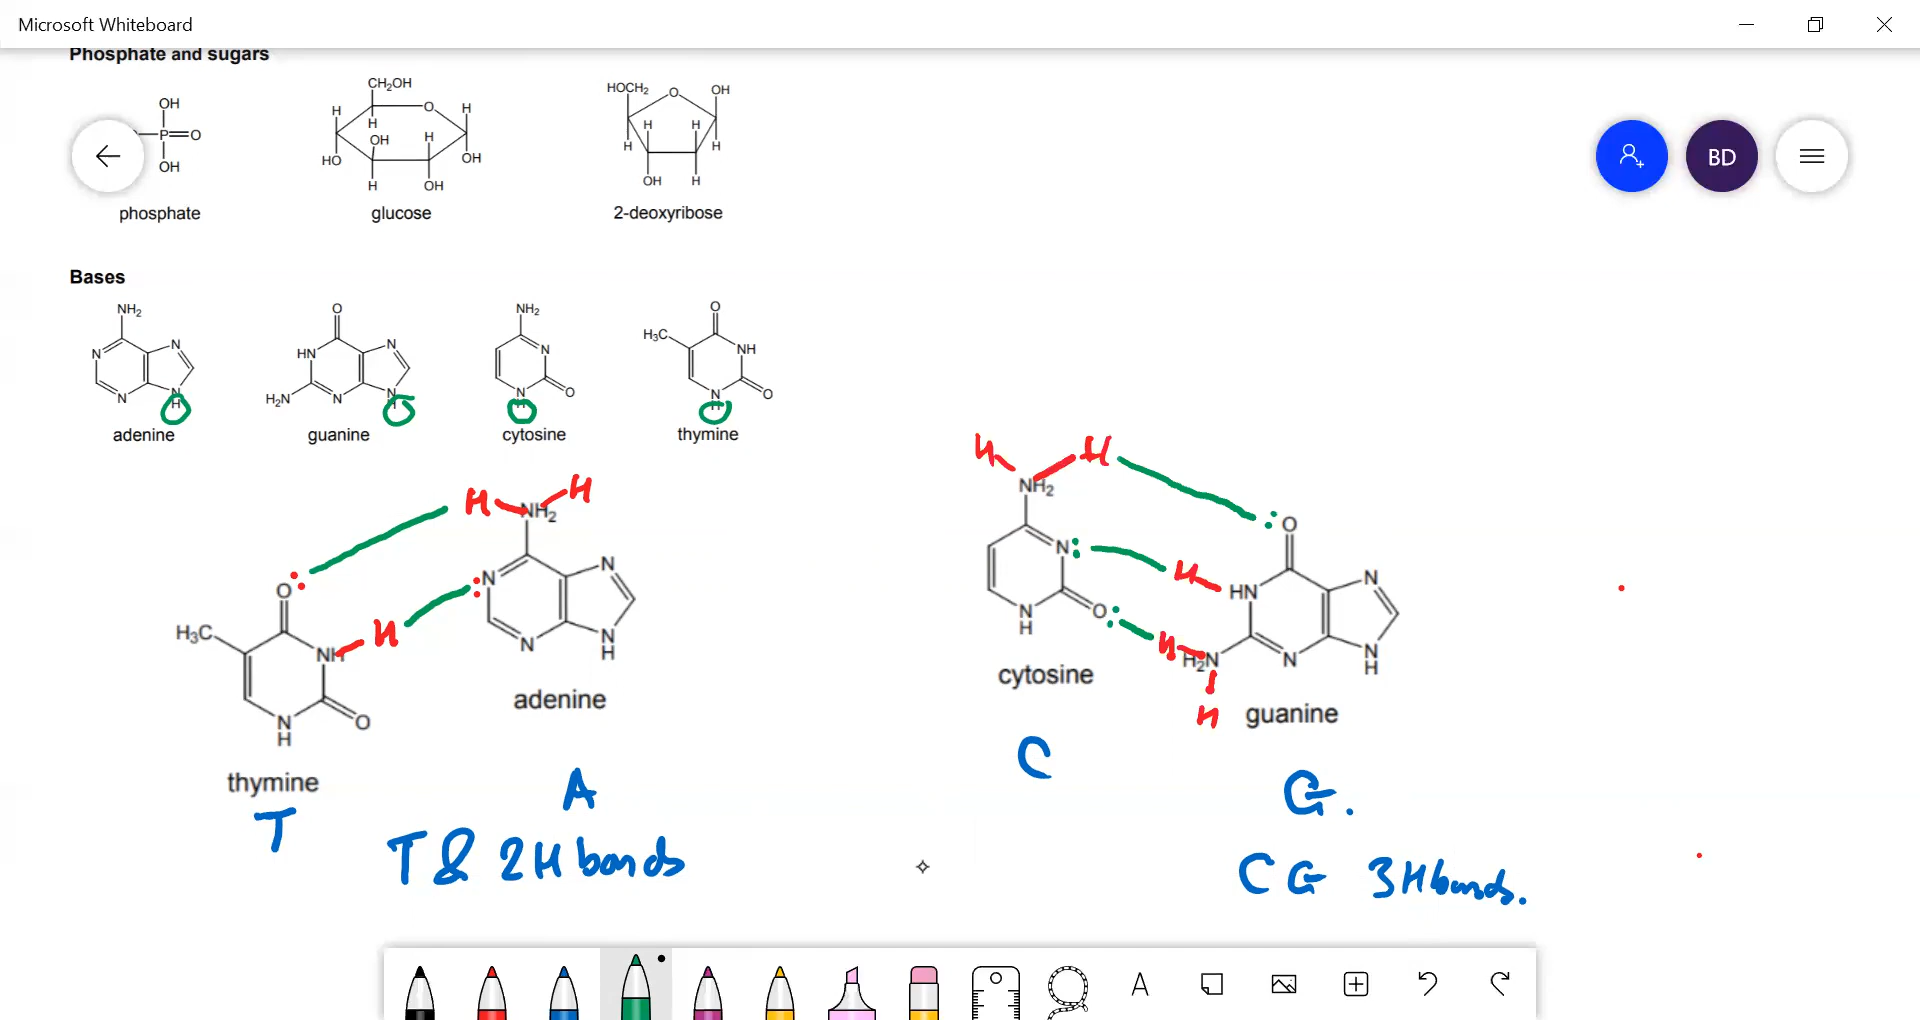 Microsoft Whiteboard
Phosphate and sugars
OH
P=O
OH
phosphate
CH₂OH
H O H
H
OH H
HO OH
H OH
glucose
HOCH₂ O OH
H H
H H
OH H
2-deoxyribose
BD
Bases
NH₂
N N
N N
H
adenine
O
HN N
H₂N N N
H
guanine
NH₂
N
N O
H
cytosine
O
H₃C
NH
N O
H
thymine
H H
NH₂
N N
N N
H
adenine
O
H₃C NH H
N O
H
thymine
H H
NH₂
N
N O
H
cytosine
O
H HN N
H H₂N N N
H
H
guanine
T
A
T & 2H bonds
C
G.
C G 3H bonds.
A